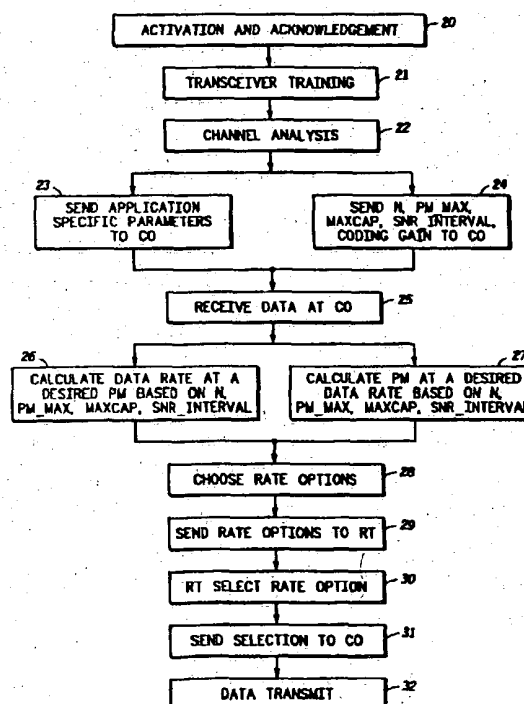 ACTIVATION AND ACKNOWLEDGEMENT
20
TRANSCEIVER TRAINING
21
CHANNEL ANALYSIS
22
23
SEND APPLICATION
SPECIFIC PARAMETERS
TO CO
24
SEND N, PM_MAX,
MAXCAP, SNR_INTERVAL,
CODING GAIN TO CO
RECEIVE DATA AT CO
25
26
CALCULATE DATA RATE AT A
DESIRED PM BASED ON N,
PM_MAX, MAXCAP, SNR_INTERVAL
27
CALCULATE PM AT A DESIRED
DATA RATE BASED ON N,
PM_MAX, MAXCAP, SNR_INTERVAL
CHOOSE RATE OPTIONS
28
SEND RATE OPTIONS TO RT
29
RT SELECT RATE OPTION
30
SEND SELECTION TO CO
31
DATA TRANSMIT
32